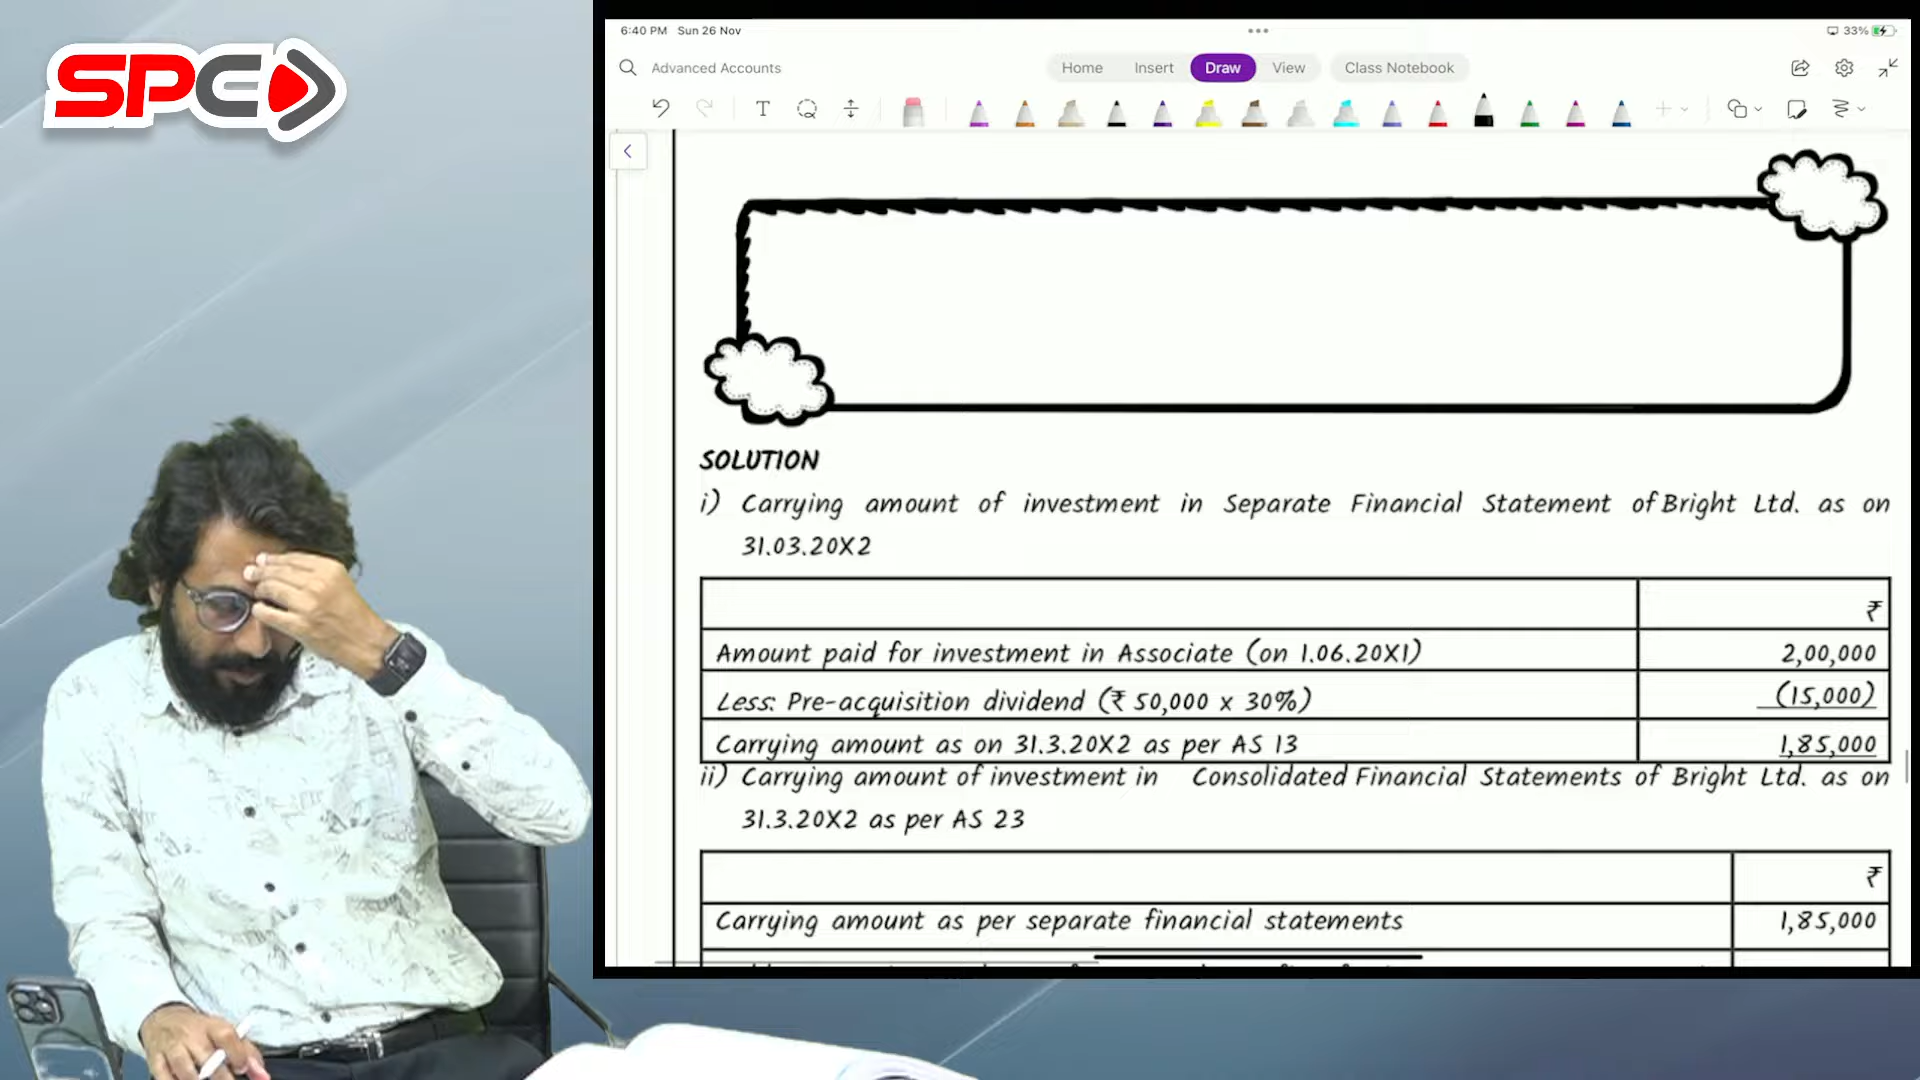 SPC
6:40 PM Sun 26 Nov
33%
Advanced Accounts
Home Insert Draw View Class Notebook
T
SOLUTION
i) Carrying amount of investment in Separate Financial Statement of Bright Ltd. as on
31.03.20X2
₹
Amount paid for investment in Associate (on 1.06.20X1) 2,00,000
Less: Pre-acquisition dividend (₹ 50,000 x 30%) (15,000)
Carrying amount as on 31.3.20X2 as per AS 13 1,85,000
ii) Carrying amount of investment in Consolidated Financial Statements of Bright Ltd. as on
31.3.20X2 as per AS 23
₹
Carrying amount as per separate financial statements 1,85,000